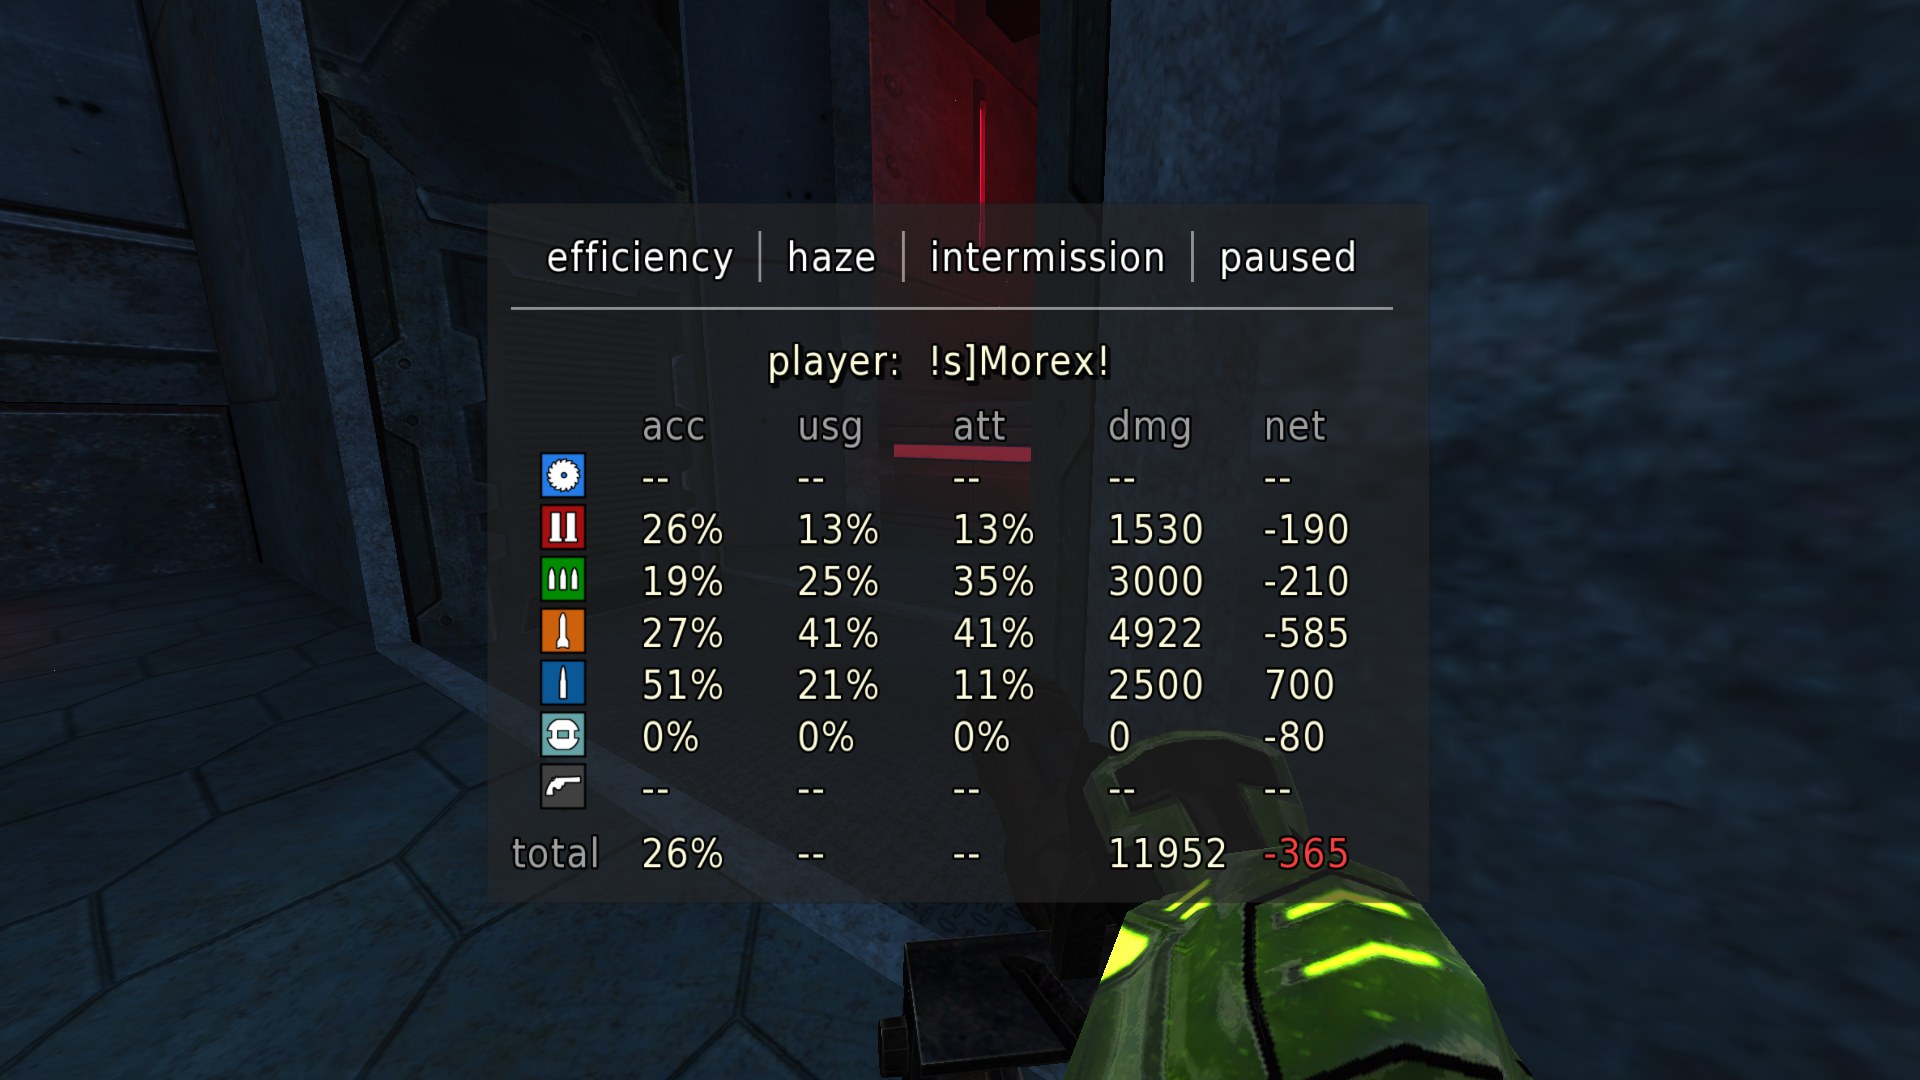 efficiency haze intermission paused
player: !s]Morex!
acc usg att dmg net
-- -- -- -- --
26% 13% 13% 1530 -190
19% 25% 35% 3000 -210
27% 41% 41% 4922 -585
51% 21% 11% 2500 700
0% 0% 0% 0 -80
-- -- -- -- --
total 26% -- -- 11952 -365